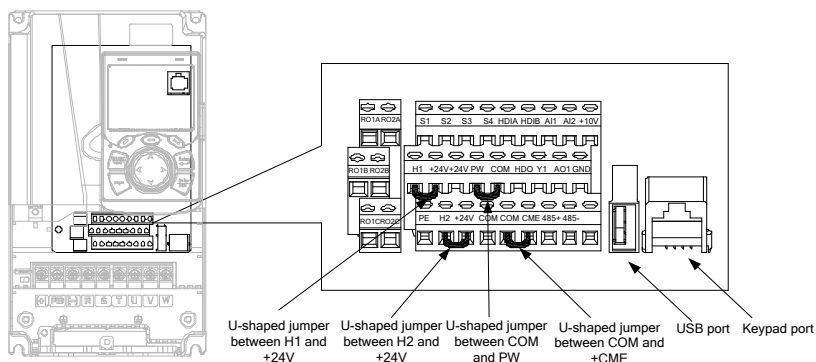 RO1A RO2A
S1 S2 S3 S4 HDIA HDIB AI1 AI2 +10V
RO1B RO2B
H1 +24V +24V PW COM HDO Y1 AO1 GND
RO1C RO2C
PE H2 +24V COM COM CME 485+ 485-
R S T U V W
U-shaped jumper
between H1 and
+24V
U-shaped jumper
between H2 and
+24V
U-shaped jumper
between COM
and PW
U-shaped jumper
between COM and
+CME
USB port
Keypad port